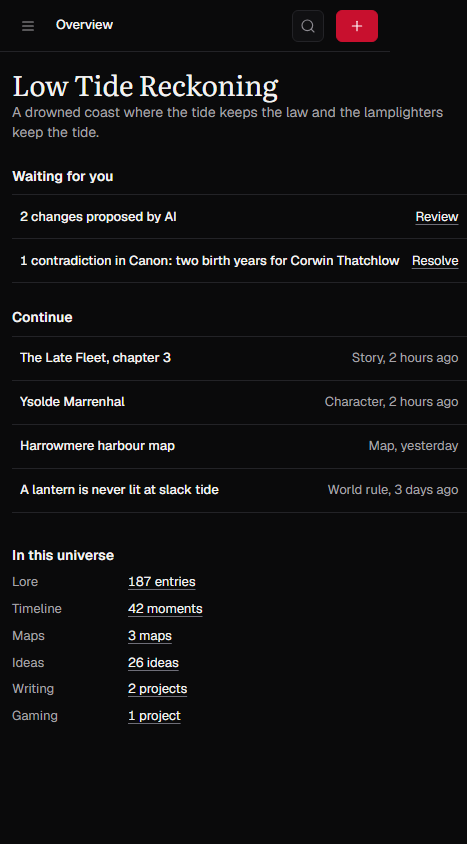 Overview
Low Tide Reckoning
A drowned coast where the tide keeps the law and the lamplighters
keep the tide.
Waiting for you
2 changes proposed by AI Review
1 contradiction in Canon: two birth years for Corwin Thatchlow Resolve
Continue
The Late Fleet, chapter 3 Story, 2 hours ago
Ysolde Marrenhal Character, 2 hours ago
Harrowmere harbour map Map, yesterday
A lantern is never lit at slack tide World rule, 3 days ago
In this universe
Lore 187 entries
Timeline 42 moments
Maps 3 maps
Ideas 26 ideas
Writing 2 projects
Gaming 1 project